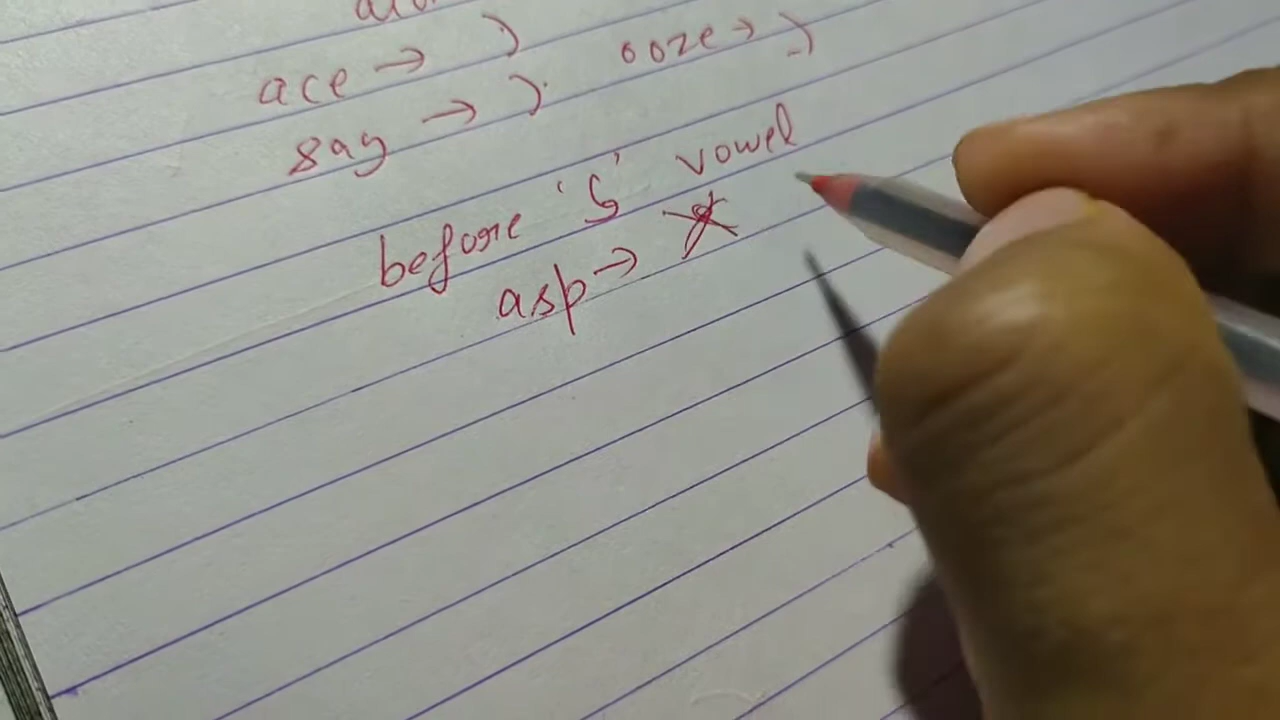 ace → ooze →
say →
before 's' vowel
asp →